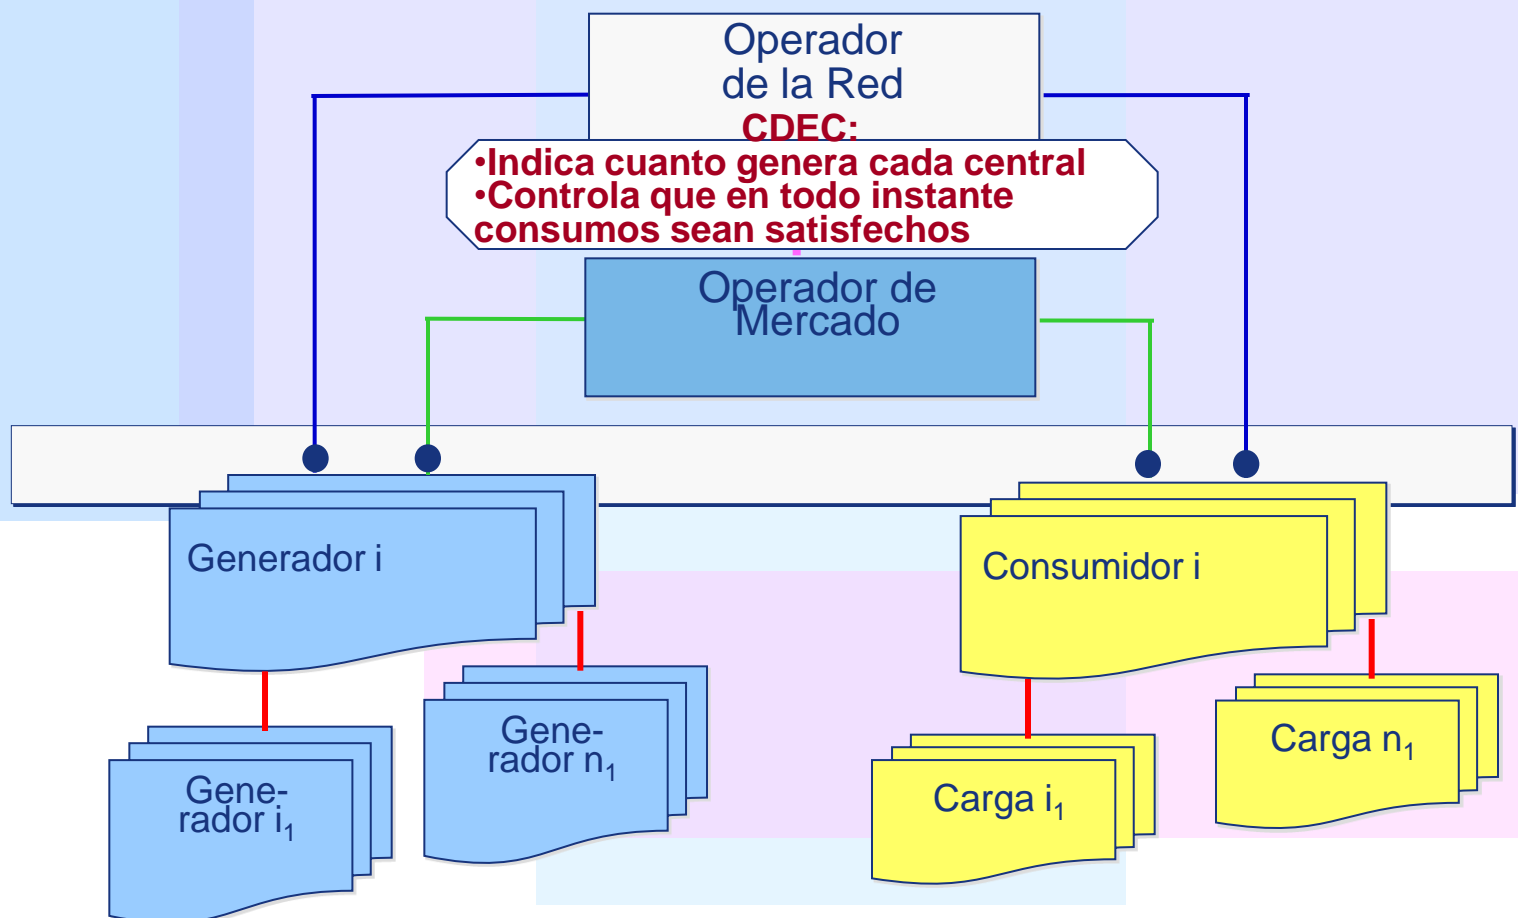 Operador
de la Red
CDEC:
•Indica cuanto genera cada central
•Controla que en todo instante
consumos sean satisfechos
Operador de
Mercado
Generador i
Consumidor i
Gene-
rador n₁
Carga n₁
Gene-
rador i₁
Carga i₁